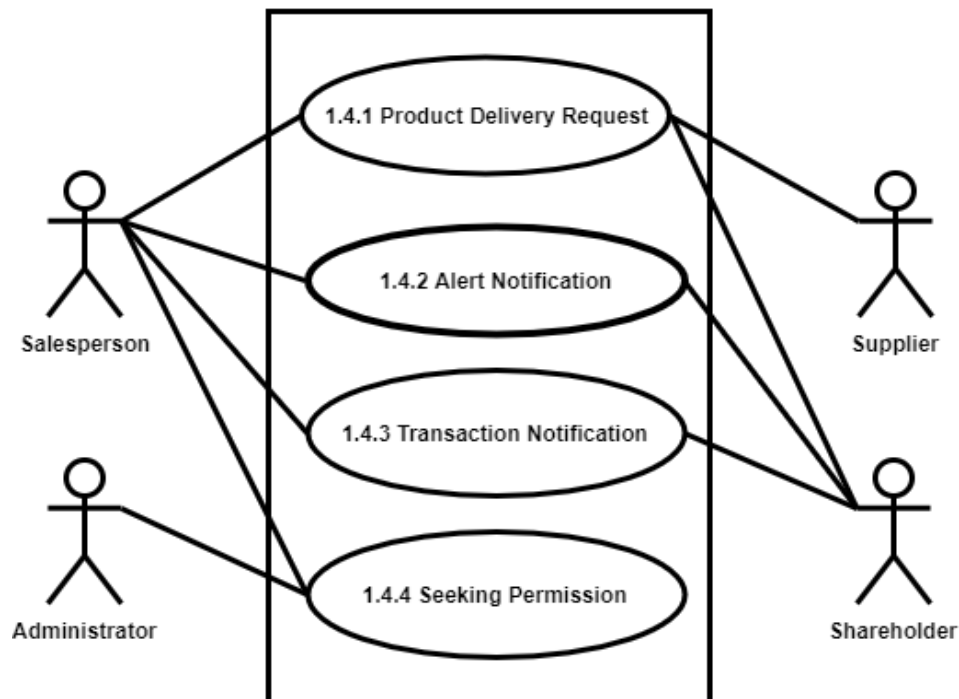 1.4.1 Product Delivery Request
1.4.2 Alert Notification
Salesperson
Supplier
1.4.3 Transaction Notification
1.4.4 Seeking Permission
Administrator
Shareholder